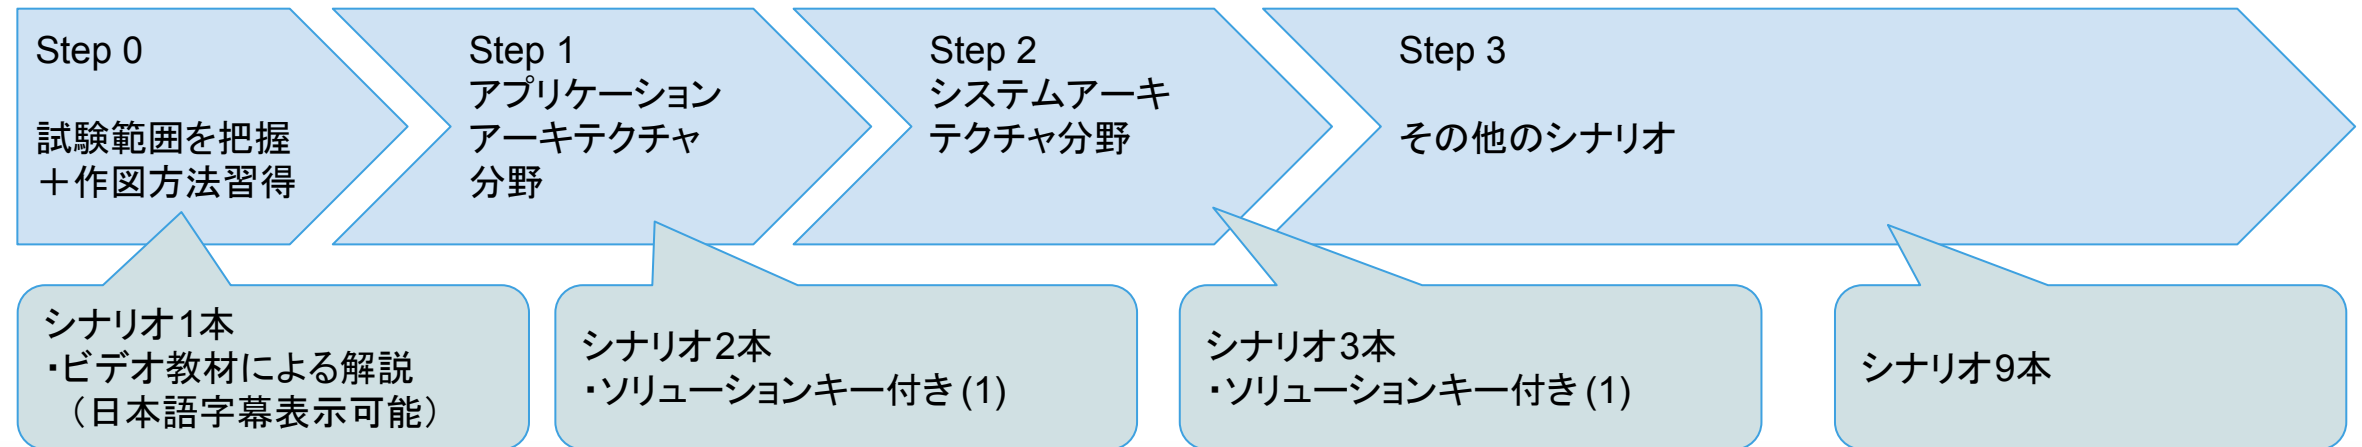 Step 0
試験範囲を把握
＋作図方法習得
Step 1
アプリケーション
アーキテクチャ
分野
Step 2
システムアーキ
テクチャ分野
Step 3
その他のシナリオ
シナリオ1本
・ビデオ教材による解説
（日本語字幕表示可能）
シナリオ2本
・ソリューションキー付き (1)
シナリオ3本
・ソリューションキー付き (1)
シナリオ9本